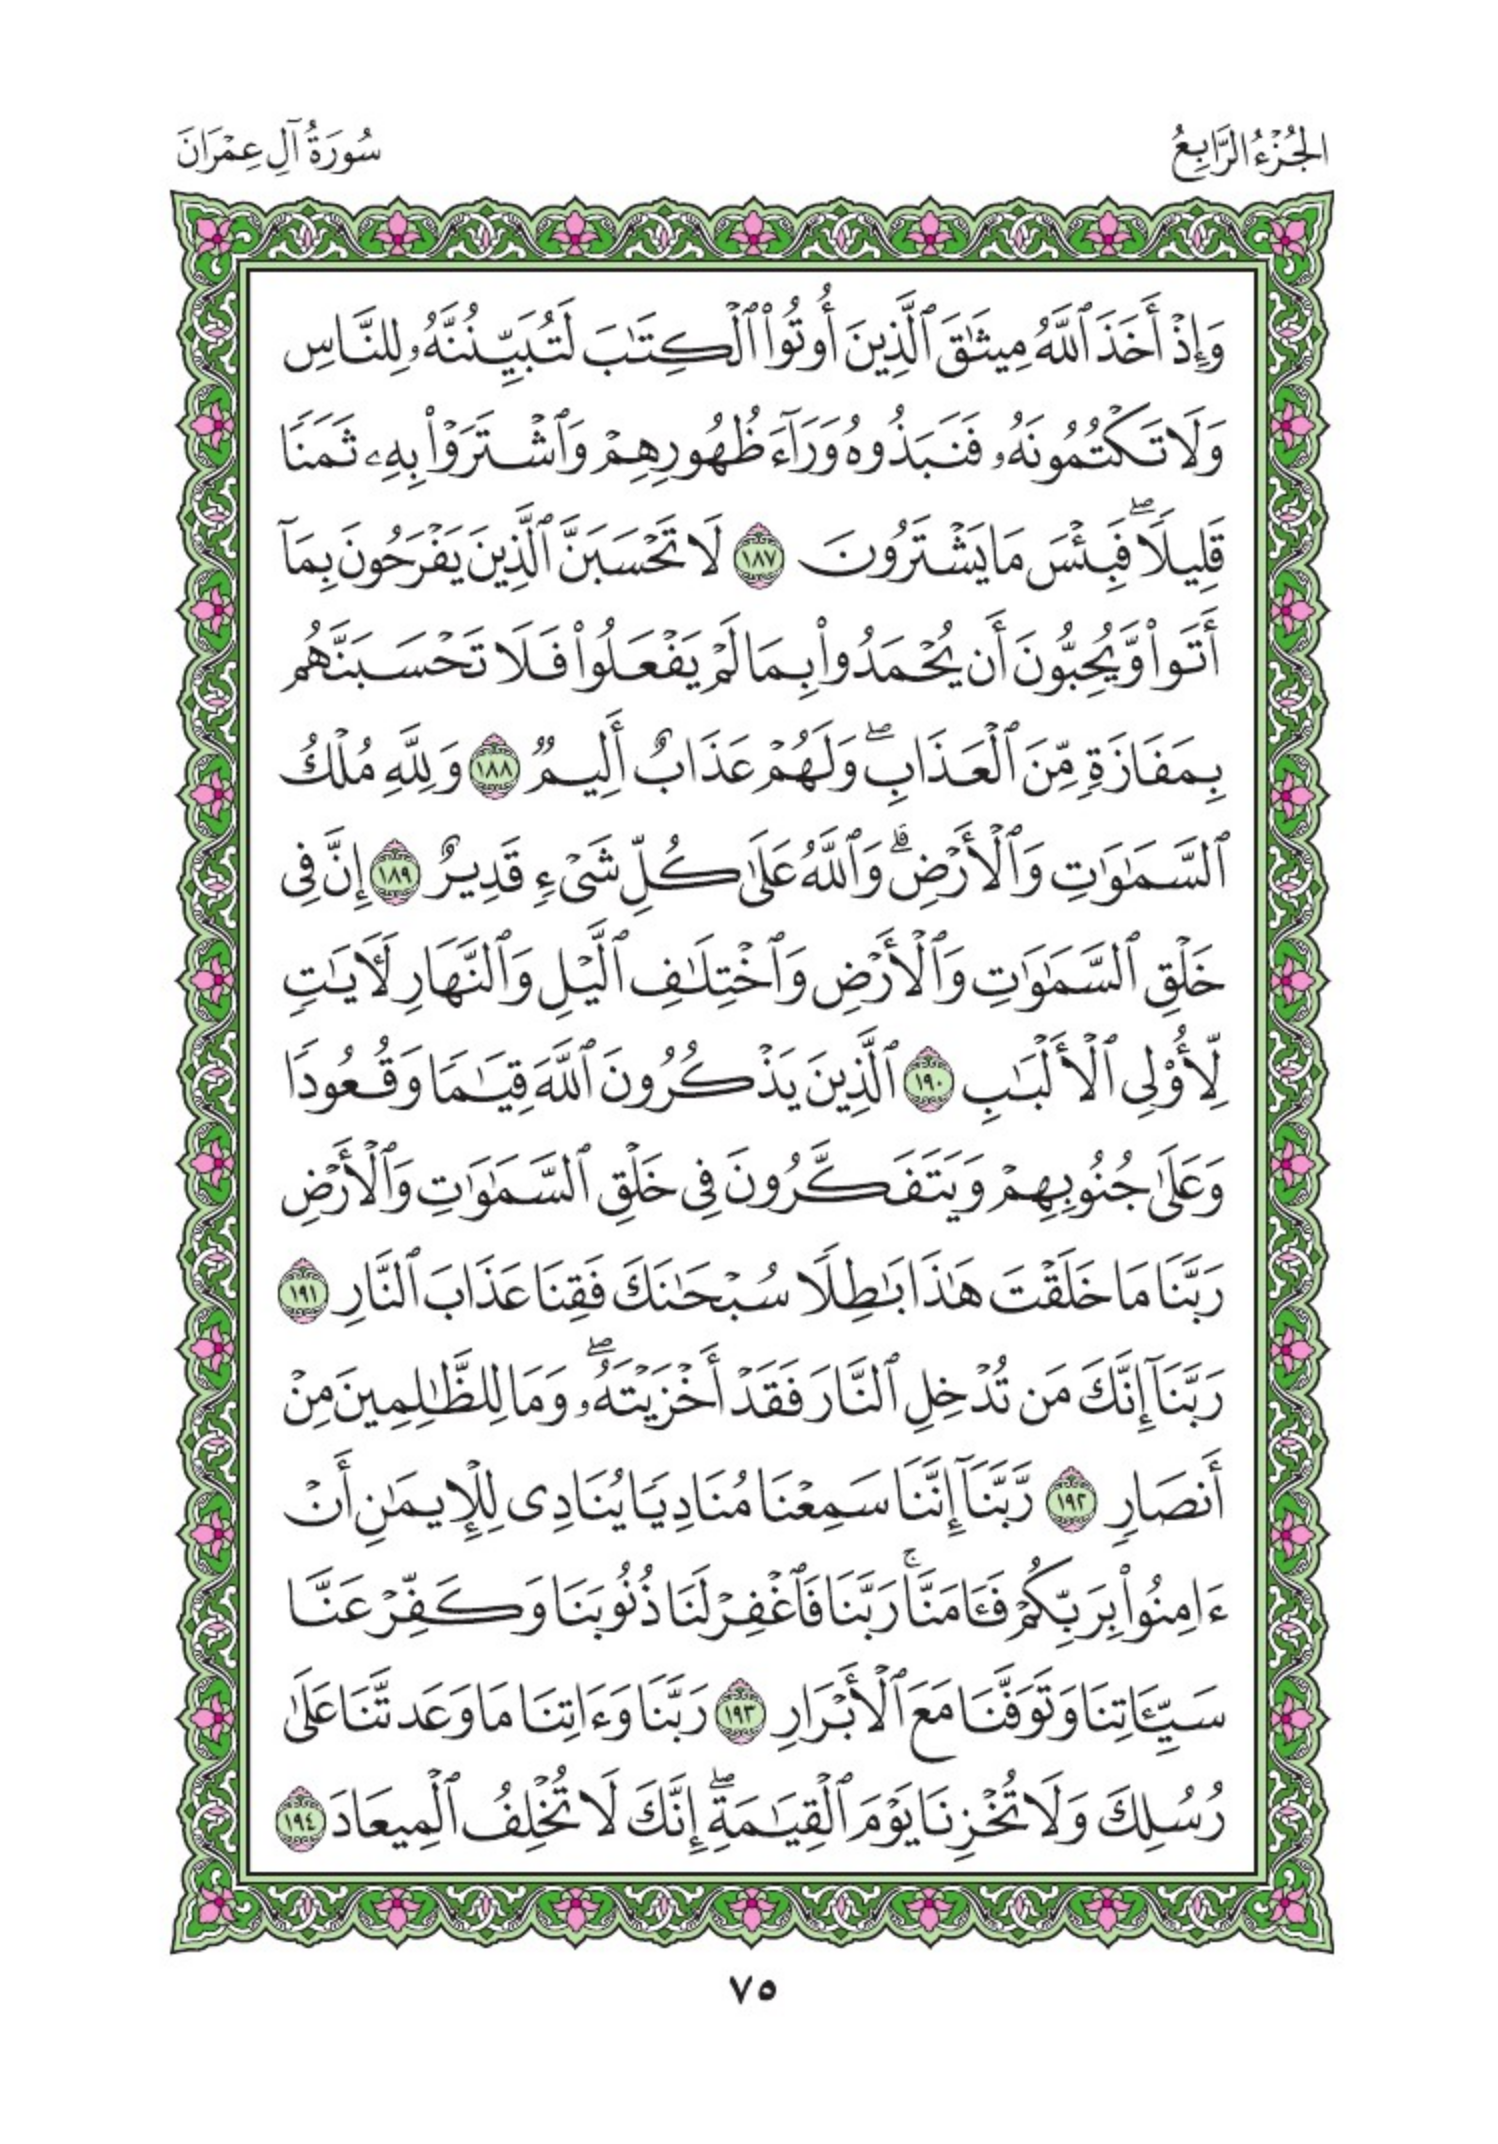 الجُزْءُ الرَّابِعُ
سُورَةُ آلِ عِمْرَانَ
وَإِذْ أَخَذَ ٱللَّهُ مِيثَٰقَ ٱلَّذِينَ أُوتُوا۟ ٱلْكِتَٰبَ لَتُبَيِّنُنَّهُۥ لِلنَّاسِ
وَلَا تَكْتُمُونَهُۥ فَنَبَذُوهُ وَرَآءَ ظُهُورِهِمْ وَٱشْتَرَوْا۟ بِهِۦ ثَمَنًا
قَلِيلًا ۖ فَبِئْسَ مَا يَشْتَرُونَ ١٨٧ لَا تَحْسَبَنَّ ٱلَّذِينَ يَفْرَحُونَ بِمَآ
أَتَوا۟ وَّيُحِبُّونَ أَن يُحْمَدُوا۟ بِمَا لَمْ يَفْعَلُوا۟ فَلَا تَحْسَبَنَّهُم
بِمَفَازَةٍ مِّنَ ٱلْعَذَابِ ۖ وَلَهُمْ عَذَابٌ أَلِيمٌ ١٨٨ وَلِلَّهِ مُلْكُ
ٱلسَّمَٰوَٰتِ وَٱلْأَرْضِ ۗ وَٱللَّهُ عَلَىٰ كُلِّ شَىْءٍ قَدِيرٌ ١٨٩ إِنَّ فِى
خَلْقِ ٱلسَّمَٰوَٰتِ وَٱلْأَرْضِ وَٱخْتِلَٰفِ ٱلَّيْلِ وَٱلنَّهَارِ لَـَٔايَٰتٍ
لِّأُو۟لِى ٱلْأَلْبَٰبِ ١٩٠ ٱلَّذِينَ يَذْكُرُونَ ٱللَّهَ قِيَٰمًا وَقُعُودًا
وَعَلَىٰ جُنُوبِهِمْ وَيَتَفَكَّرُونَ فِى خَلْقِ ٱلسَّمَٰوَٰتِ وَٱلْأَرْضِ
رَبَّنَا مَا خَلَقْتَ هَٰذَا بَٰطِلًا سُبْحَٰنَكَ فَقِنَا عَذَابَ ٱلنَّارِ ١٩١
رَبَّنَآ إِنَّكَ مَن تُدْخِلِ ٱلنَّارَ فَقَدْ أَخْزَيْتَهُۥ ۖ وَمَا لِلظَّٰلِمِينَ مِنْ
أَنصَارٍ ١٩٢ رَّبَّنَآ إِنَّنَا سَمِعْنَا مُنَادِيًا يُنَادِى لِلْإِيمَٰنِ أَنْ
ءَامِنُوا۟ بِرَبِّكُمْ فَـَٔامَنَّا ۚ رَبَّنَا فَٱغْفِرْ لَنَا ذُنُوبَنَا وَكَفِّرْ عَنَّا
سَيِّـَٔاتِنَا وَتَوَفَّنَا مَعَ ٱلْأَبْرَارِ ١٩٣ رَبَّنَا وَءَاتِنَا مَا وَعَدتَّنَا عَلَىٰ
رُسُلِكَ وَلَا تُخْزِنَا يَوْمَ ٱلْقِيَٰمَةِ ۖ إِنَّكَ لَا تُخْلِفُ ٱلْمِيعَادَ ١٩٤
٧٥